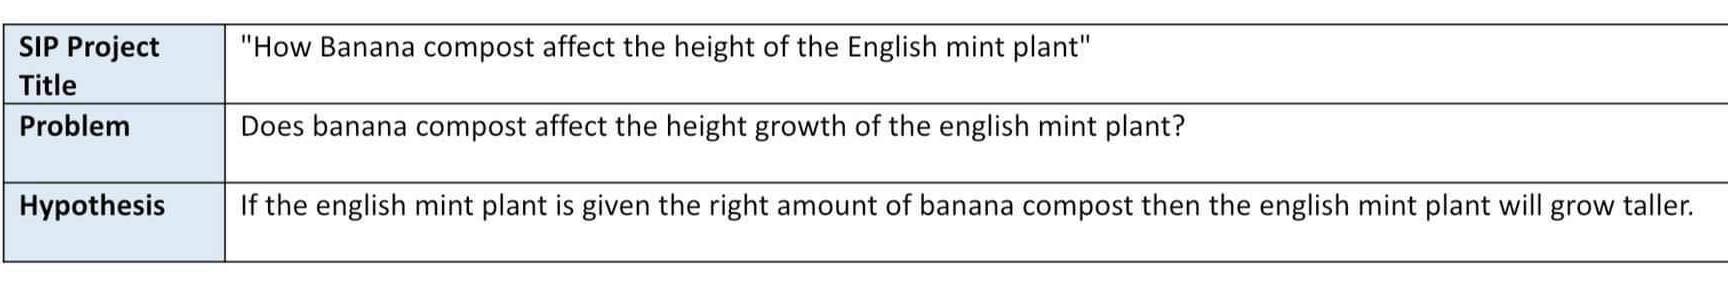 SIP Project
Title
"How Banana compost affect the height of the English mint plant"
Problem
Does banana compost affect the height growth of the english mint plant?
Hypothesis
If the english mint plant is given the right amount of banana compost then the english mint plant will grow taller.